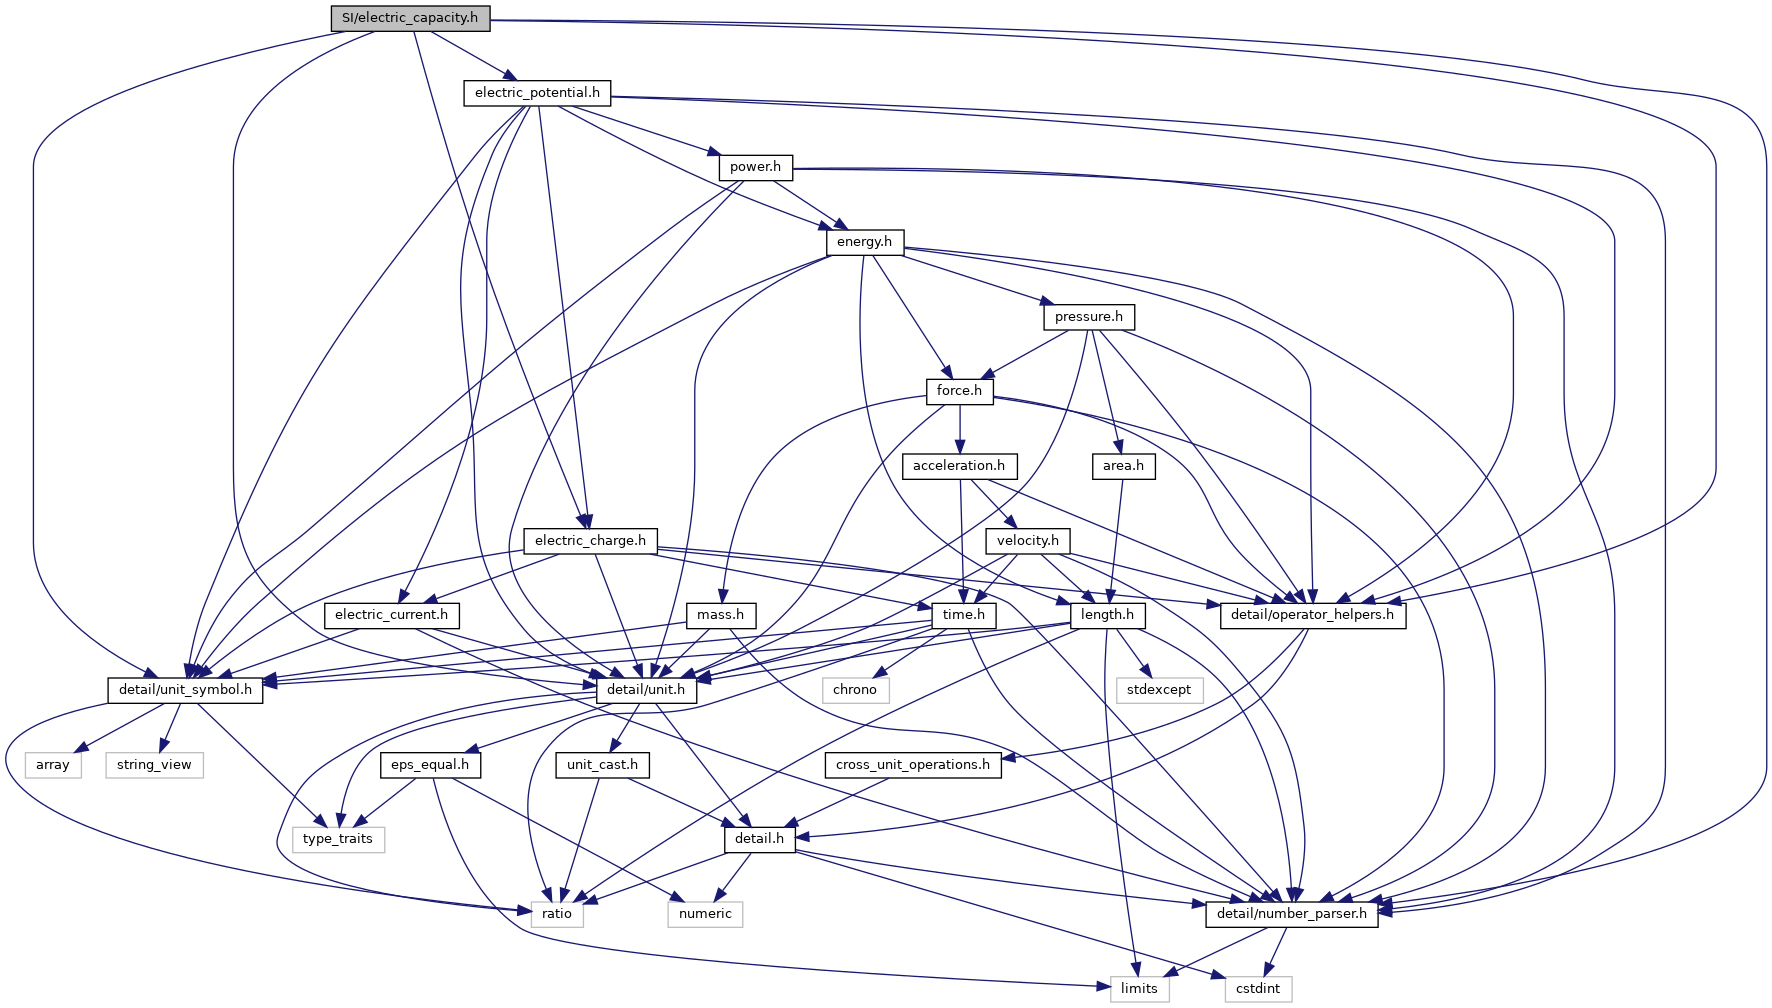 SI/electric_capacity.h
electric_potential.h
power.h
energy.h
pressure.h
force.h
acceleration.h
area.h
electric_charge.h
velocity.h
electric_current.h
mass.h
time.h
length.h
detail/operator_helpers.h
detail/unit_symbol.h
detail/unit.h
chrono
stdexcept
array
string_view
eps_equal.h
unit_cast.h
cross_unit_operations.h
type_traits
detail.h
ratio
numeric
detail/number_parser.h
limits
cstdint